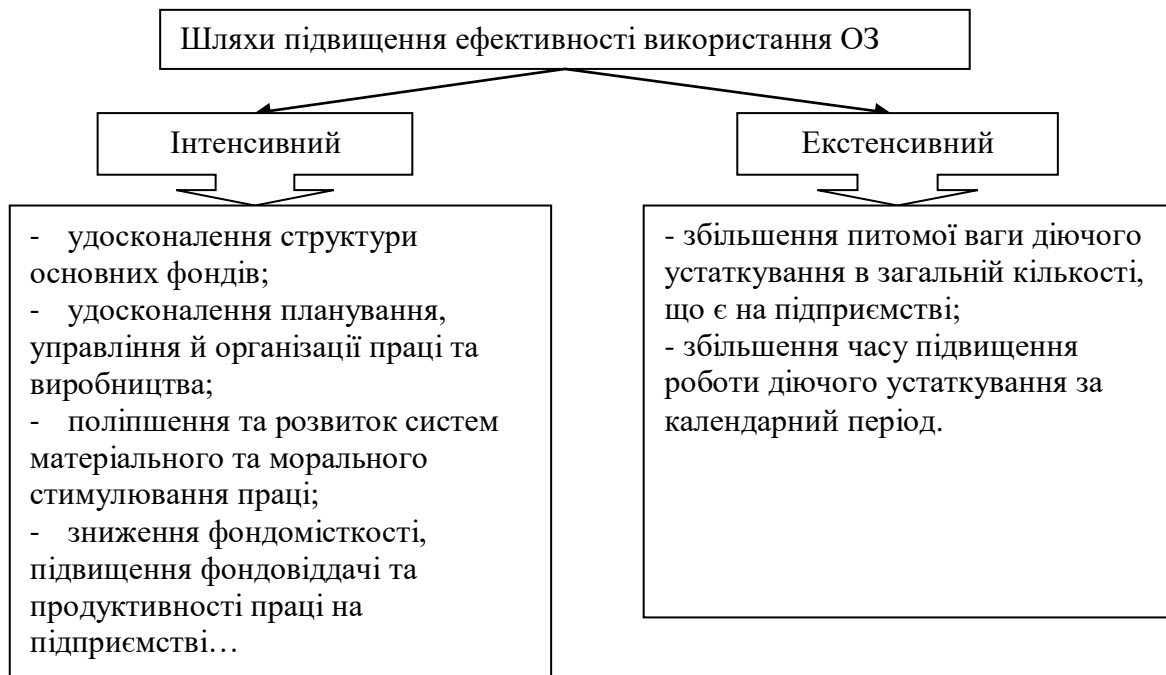 Шляхи підвищення ефективності використання ОЗ
Інтенсивний
Екстенсивний
- удосконалення структури
основних фондів;
- удосконалення планування,
управління й організації праці та
виробництва;
- поліпшення та розвиток систем
матеріального та морального
стимулювання праці;
- зниження фондомісткості,
підвищення фондовіддачі та
продуктивності праці на
підприємстві…
- збільшення питомої ваги діючого
устаткування в загальній кількості,
що є на підприємстві;
- збільшення часу підвищення
роботи діючого устаткування за
календарний період.